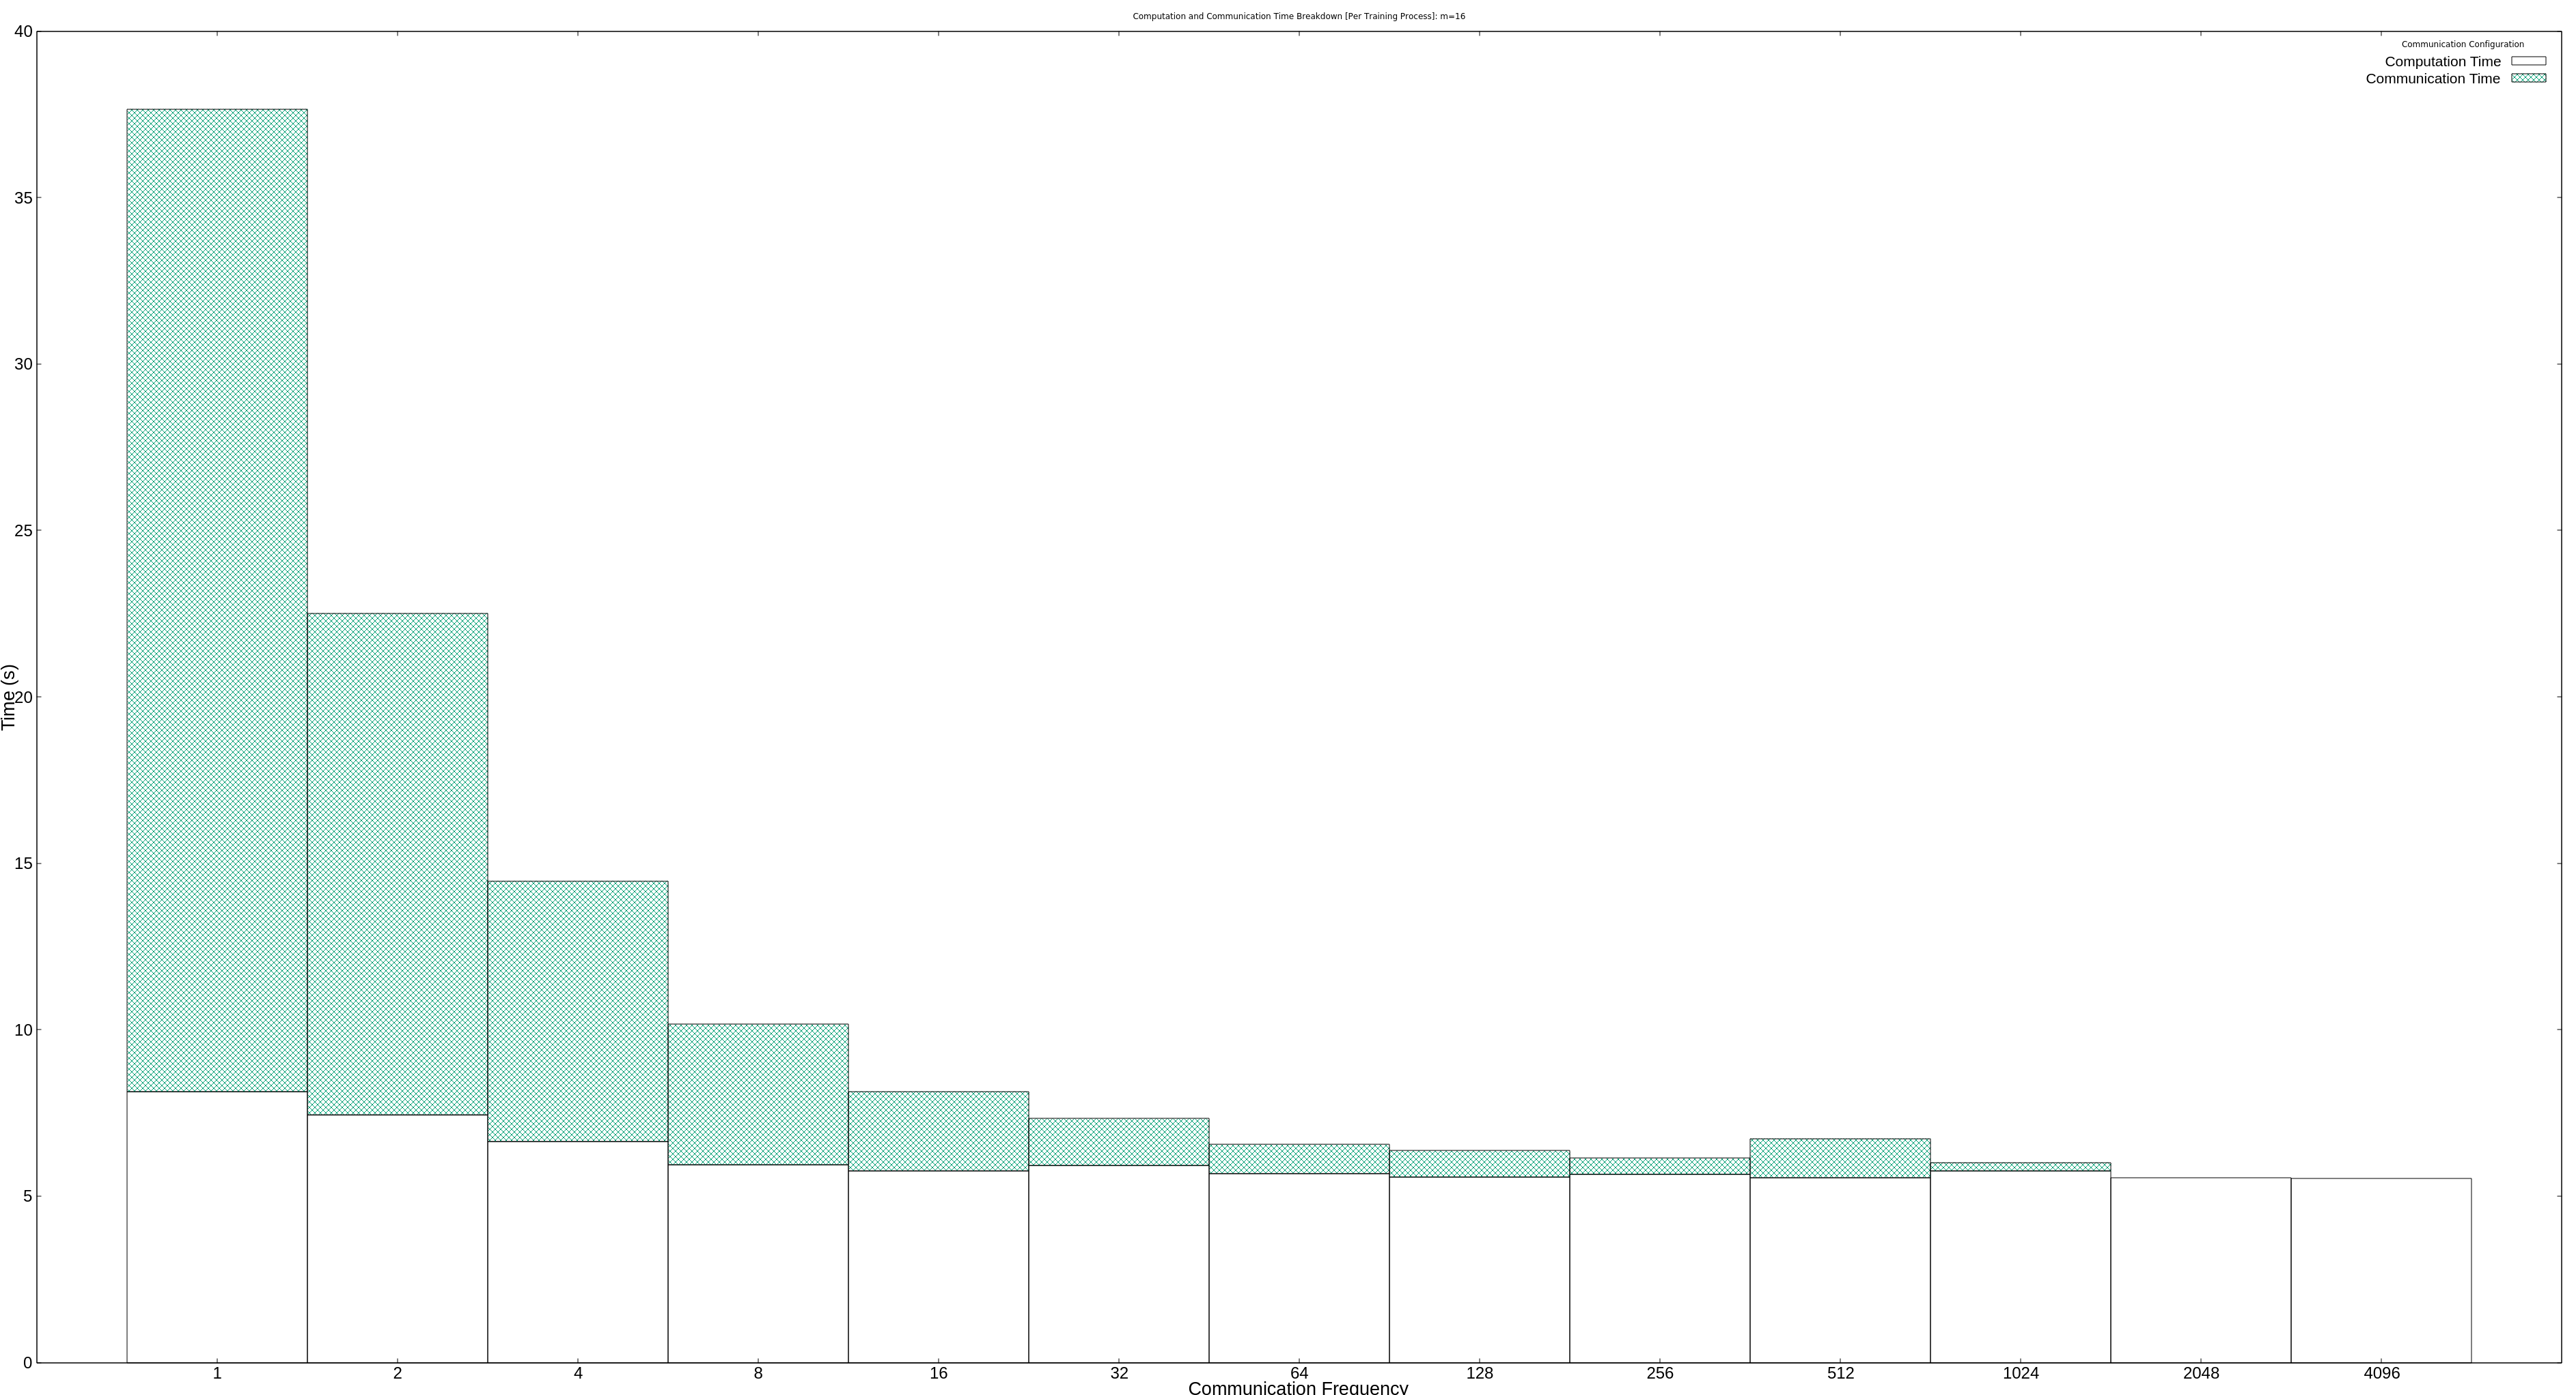 Computation and Communication Time Breakdown [Per Training Process]: m=16
Communication Configuration
Computation Time
Communication Time
Time (s)
40
35
30
25
20
15
10
5
0
1 2 4 8 16 32 64 128 256 512 1024 2048 4096
Communication Frequency